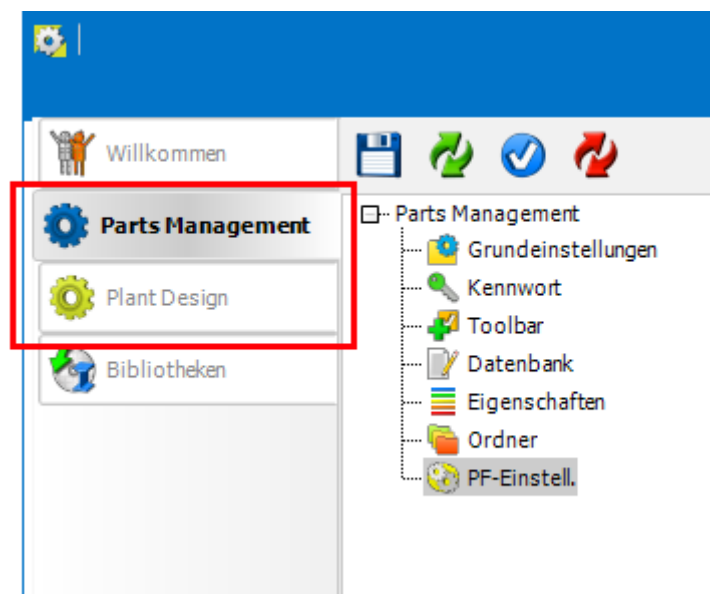 Willkommen
Parts Management
Plant Design
Bibliotheken
Parts Management
Grundeinstellungen
Kennwort
Toolbar
Datenbank
Eigenschaften
Ordner
PF-Einstell.